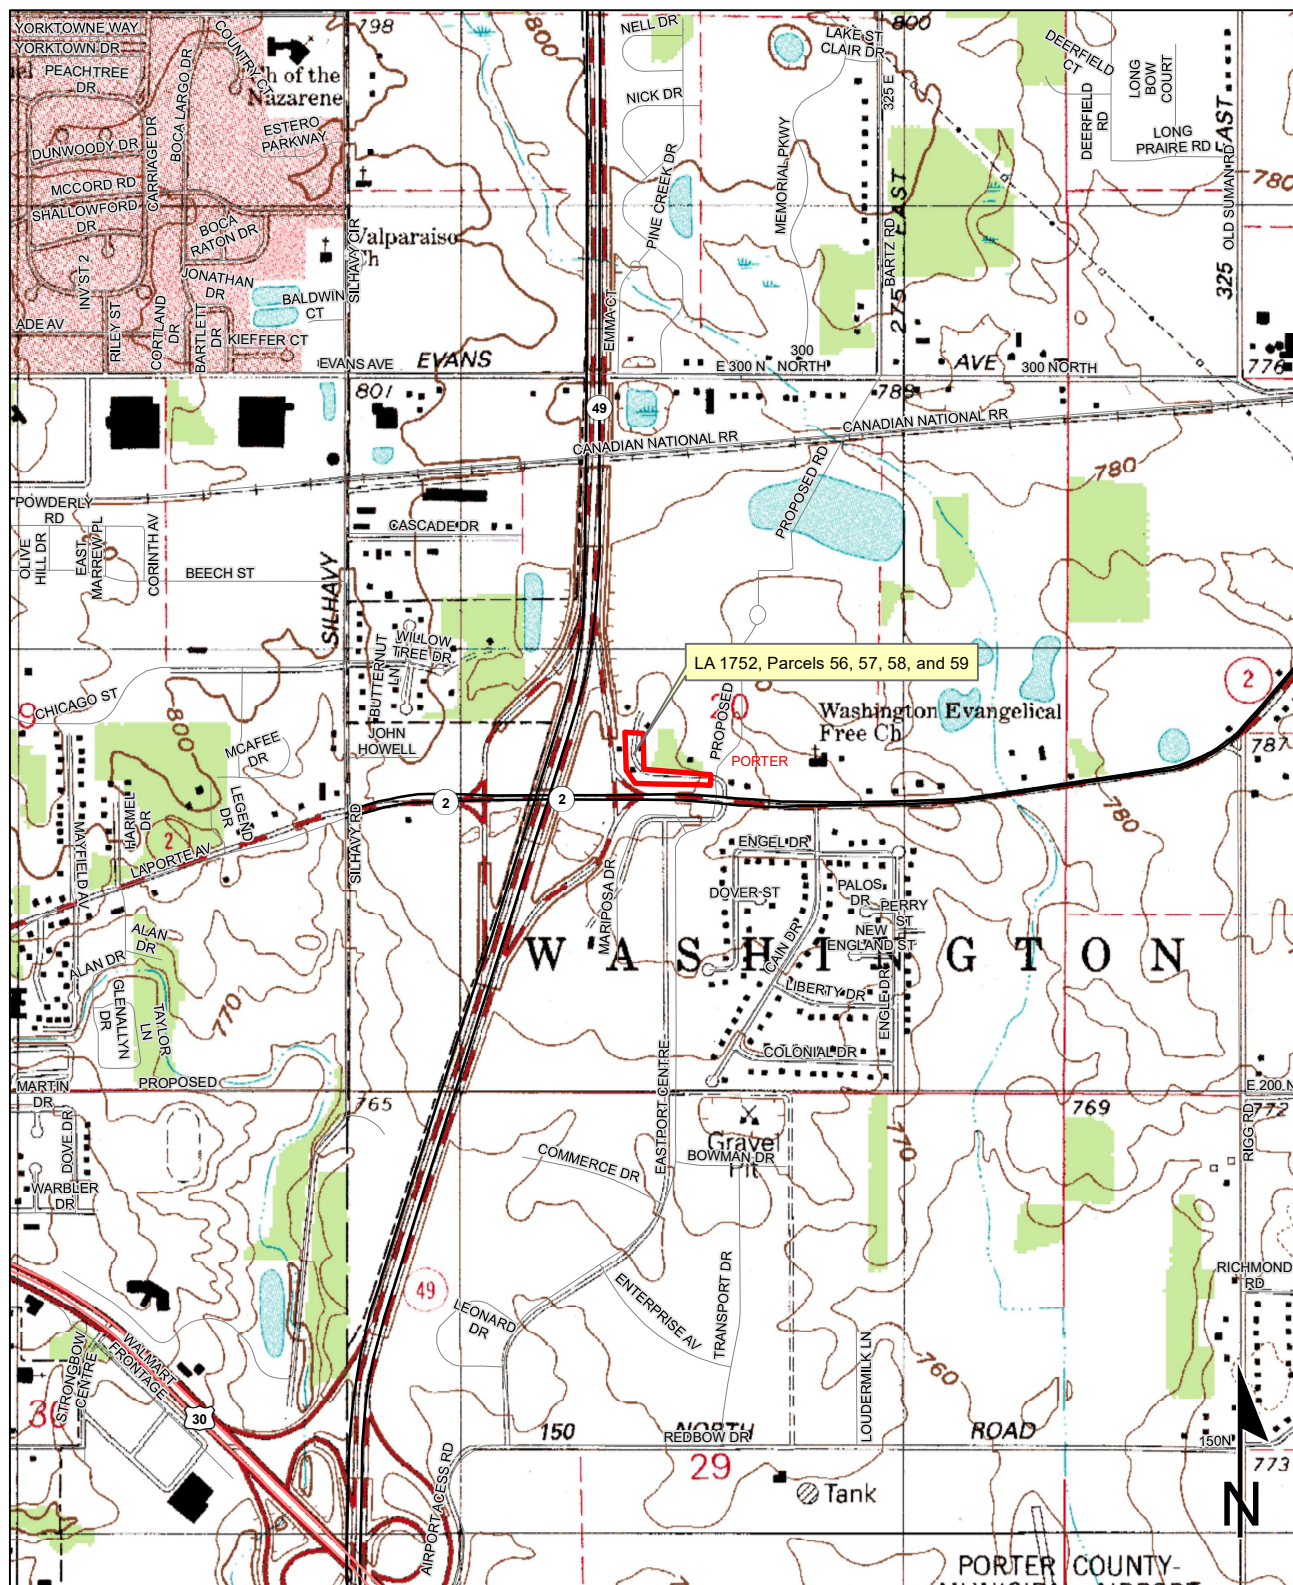 YORKTOWNE WAY
YORKTOWN DR
PEACHTREE
DR
COUNTRY CT
BOCA LARGO DR
CARRIAGE DR
Ch of the
Nazarene
ESTERO
PARKWAY
DUNWOODY DR
MCCORD RD
SHALLOWFORD
DR
BOCA
RATON DR
INV ST 2
JONATHAN
DR
BALDWIN
CT
KIEFFER CT
ADE AV
RILEY ST
CORTLAND
DR
BARTLETT
DR
Valparaiso
Ch
SILHAVY CIR
798
800
NELL DR
NICK DR
PINE CREEK DR
MEMORIAL PKWY
LAKE ST
CLAIR DR
800
325 E
DEERFIELD
CT
DEERFIELD
RD
LONG
BOW
COURT
LONG
PRAIRE RD
OLD SUMAN RD
325 EAST
780
BARTZ RD
275 EAST
EMMA CT
EVANS AVE
EVANS
E 300 N
300
NORTH
AVE
300 NORTH
776
801
788
49
CANADIAN NATIONAL RR
CANADIAN NATIONAL RR
780
PROPOSED RD
POWDERLY
RD
OLIVE
HILL DR
EAST
MARREW PL
CORINTH AV
BEECH ST
CASCADE DR
SILHAVY
WILLOW
TREE DR
BUTTERNUT
LN
JOHN
HOWELL
CHICAGO ST
800
MCAFEE
DR
LEGEND
DR
HARMEL
DR
2
LAPORTE AV
MAYFIELD AV
SILHAVY RD
2
2
LA 1752, Parcels 56, 57, 58, and 59
20
PROPOSED
PORTER
Washington Evangelical
Free Ch
2
787
780
ENGEL DR
DOVER ST
PALOS
DR
PERRY
ST
NEW
ENGLAND ST
CAIN DR
MARIPOSA DR
WASHINGTON
LIBERTY DR
ENGLE DR
COLONIAL DR
ALAN
DR
ALAN DR
GLENALLYN
DR
TAYLOR
LN
770
MARTIN
DR
PROPOSED
765
DOVE DR
WARBLER
DR
EASTPORT CENTRE
E 200 N
772
769
770
RIGG RD
Gravel
Pit
BOWMAN DR
COMMERCE DR
49
LEONARD
DR
ENTERPRISE AV
TRANSPORT DR
LOUDERMILK LN
760
RICHMOND
RD
STRONGBOW
CENTRE
WALMART
FRONTAGE
30
30
150
NORTH
ROAD
REDBOW DR
150N
29
773
AIRPORT ACESS RD
Tank
N
PORTER COUNTY-
MUNICIPAL AIRPORT